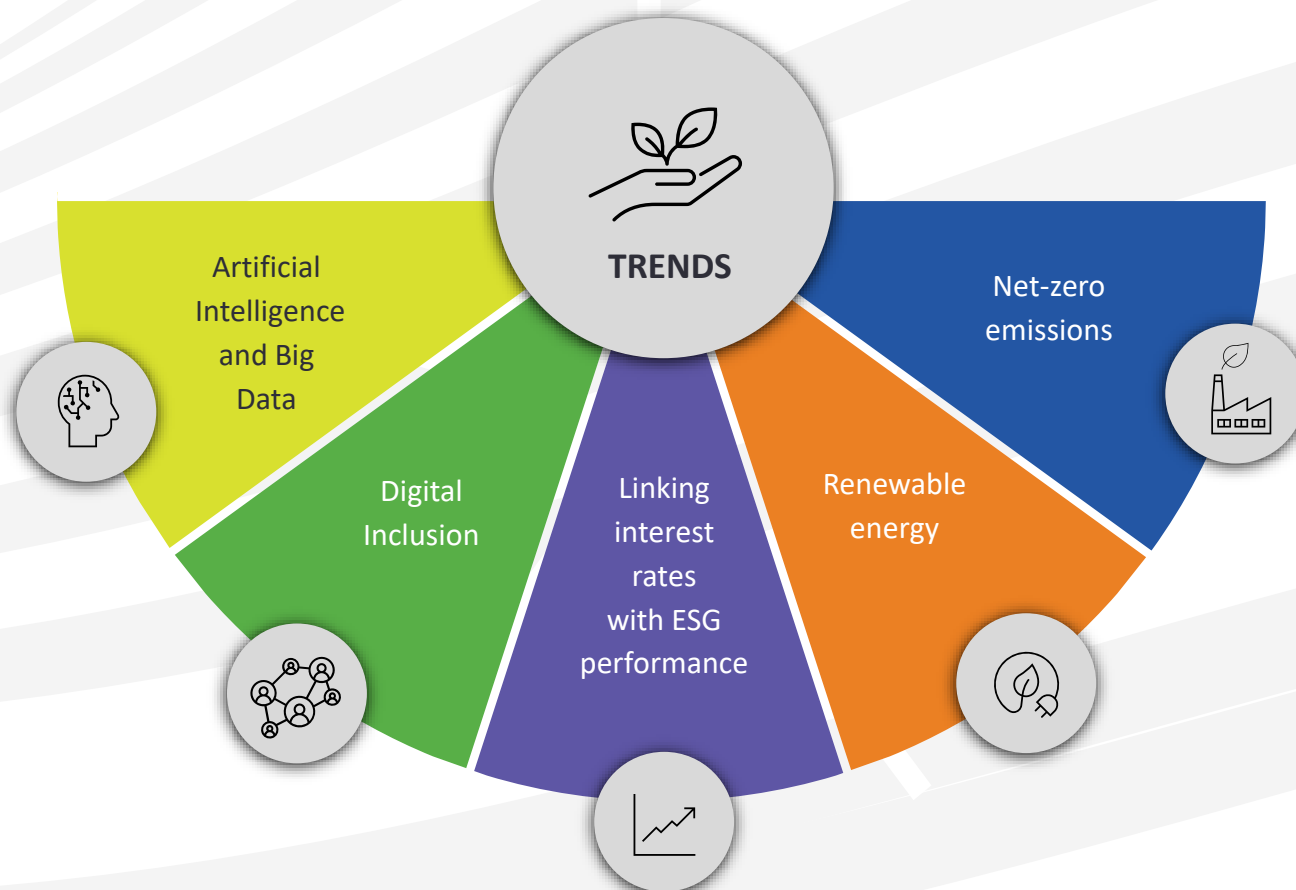 TRENDS
Artificial
Intelligence
and Big
Data
Digital
Inclusion
Linking
interest
rates
with ESG
performance
Renewable
energy
Net-zero
emissions